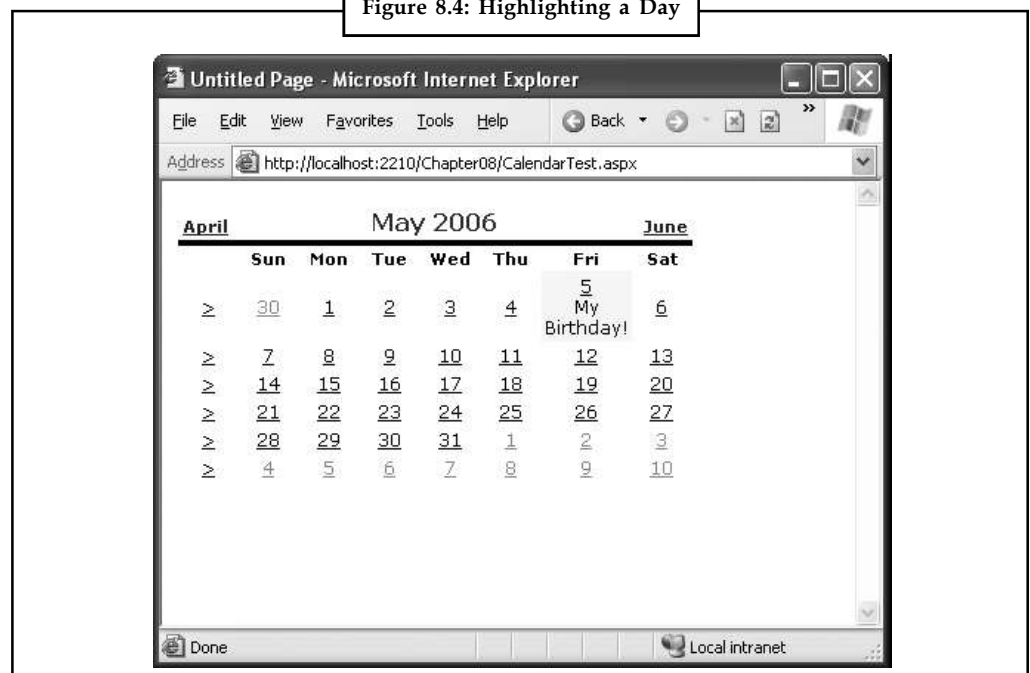 Figure 8.4: Highlighting a Day
Untitled Page - Microsoft Internet Explorer
File Edit View Favorites Tools Help Back »
Address http://localhost:2210/Chapter08/CalendarTest.aspx
April May 2006 June
Sun Mon Tue Wed Thu Fri Sat
> 30 1 2 3 4 5 My Birthday! 6
> 7 8 9 10 11 12 13
> 14 15 16 17 18 19 20
> 21 22 23 24 25 26 27
> 28 29 30 31 1 2 3
> 4 5 6 7 8 9 10
Done Local intranet